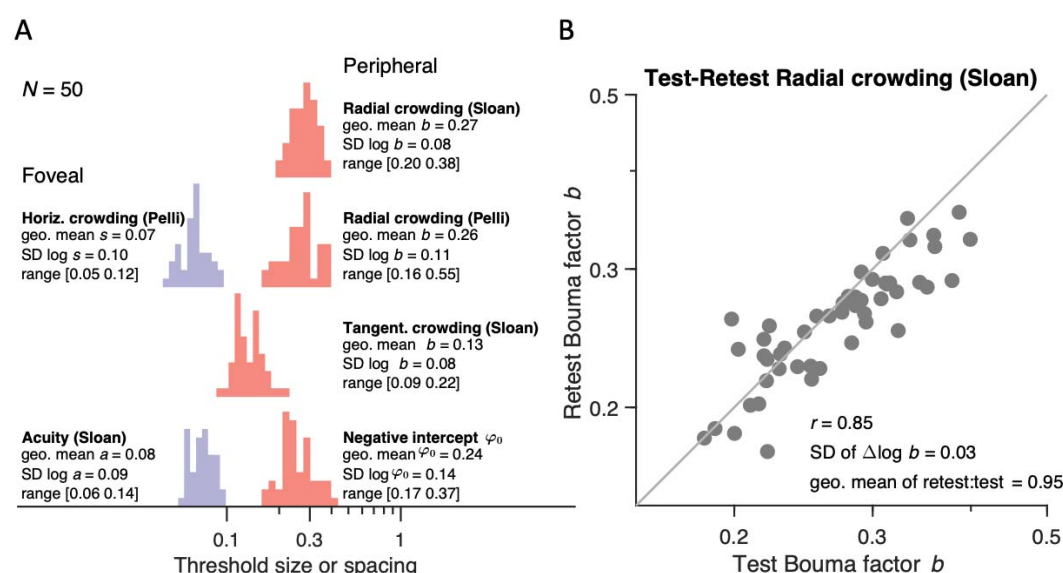 A
N = 50
Peripheral
Radial crowding (Sloan)
geo. mean b = 0.27
SD log b = 0.08
range [0.20 0.38]
Foveal
Horiz. crowding (Pelli)
geo. mean s = 0.07
SD log s = 0.10
range [0.05 0.12]
Radial crowding (Pelli)
geo. mean b = 0.26
SD log b = 0.11
range [0.16 0.55]
Tangent. crowding (Sloan)
geo. mean b = 0.13
SD log b = 0.08
range [0.09 0.22]
Acuity (Sloan)
geo. mean a = 0.08
SD log a = 0.09
range [0.06 0.14]
Negative intercept φ₀
geo. mean φ₀ = 0.24
SD log φ₀ = 0.14
range [0.17 0.37]
0.1 0.3 1
Threshold size or spacing
B
Test-Retest Radial crowding (Sloan)
0.5
0.3
0.2
Retest Bouma factor b
r = 0.85
SD of Δlog b = 0.03
geo. mean of retest:test = 0.95
0.2 0.3 0.5
Test Bouma factor b